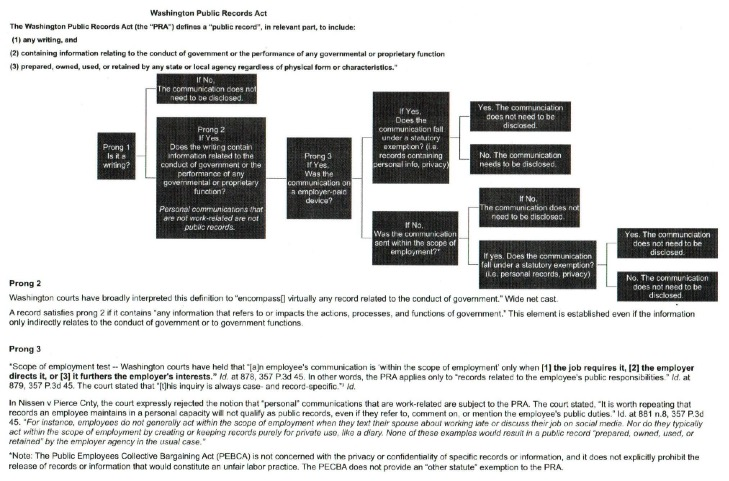 Washington Public Records Act
The Washington Public Records Act (the "PRA") defines a "public record", in relevant part, to include:
(1) any writing, and
(2) containing information relating to the conduct of government or the performance of any governmental or proprietary function
(3) prepared, owned, used, or retained by any state or local agency regardless of physical form or characteristics."
Prong 1
Is it a
writing?
If No,
The communication does not
need to be disclosed.
Prong 2
If Yes,
Does the writing contain
information related to the
conduct of government or the
performance of any
governmental or proprietary
function?
Personal communications that
are not work-related are not
public records.
Prong 3
If Yes.
Was the
communication on
a employer-paid
device?
If Yes.
Does the
communication fall
under a statutory
exemption? (i.e.
records containing
personal info, privacy)
Yes. The communciation
does not need to be
disclosed.
No. The communication
needs to be disclosed.
If No.
Was the communication
sent within the scope of
employment?*
If No.
The communication does not
need to be disclosed.
If yes. Does the communication
fall under a statutory exemption?
(i.e. personal records, privacy)
Yes. The communciation
does not need to be
disclosed.
No. The communication
does not need to be
disclosed.
Prong 2
Washington courts have broadly interpreted this definition to "encompass[] virtually any record related to the conduct of government." Wide net cast.
A record satisfies prong 2 if it contains "any information that refers to or impacts the actions, processes, and functions of government." This element is established even if the information
only indirectly relates to the conduct of government or to government functions.
Prong 3
*Scope of employment test -- Washington courts have held that "[a]n employee's communication is 'within the scope of employment' only when [1] the job requires it, [2] the employer
directs it, or [3] it furthers the employer's interests." Id. at 878, 357 P.3d 45. In other words, the PRA applies only to "records related to the employee's public responsibilities." Id. at
879, 357 P.3d 45. The court stated that "[t]his inquiry is always case- and record-specific."' Id.
In Nissen v Pierce Cnty, the court expressly rejected the notion that "personal" communications that are work-related are subject to the PRA. The court stated, "It is worth repeating that
records an employee maintains in a personal capacity will not qualify as public records, even if they refer to, comment on, or mention the employee's public duties." Id. at 881 n.8, 357 P.3d
45. "For instance, employees do not generally act within the scope of employment when they text their spouse about working late or discuss their job on social media. Nor do they typically
act within the scope of employment by creating or keeping records purely for private use, like a diary. None of these examples would result in a public record "prepared, owned, used, or
retained" by the employer agency in the usual case."
*Note: The Public Employees Collective Bargaining Act (PEBCA) is not concerned with the privacy or confidentiality of specific records or information, and it does not explicitly prohibit the
release of records or information that would constitute an unfair labor practice. The PECBA does not provide an "other statute" exemption to the PRA.